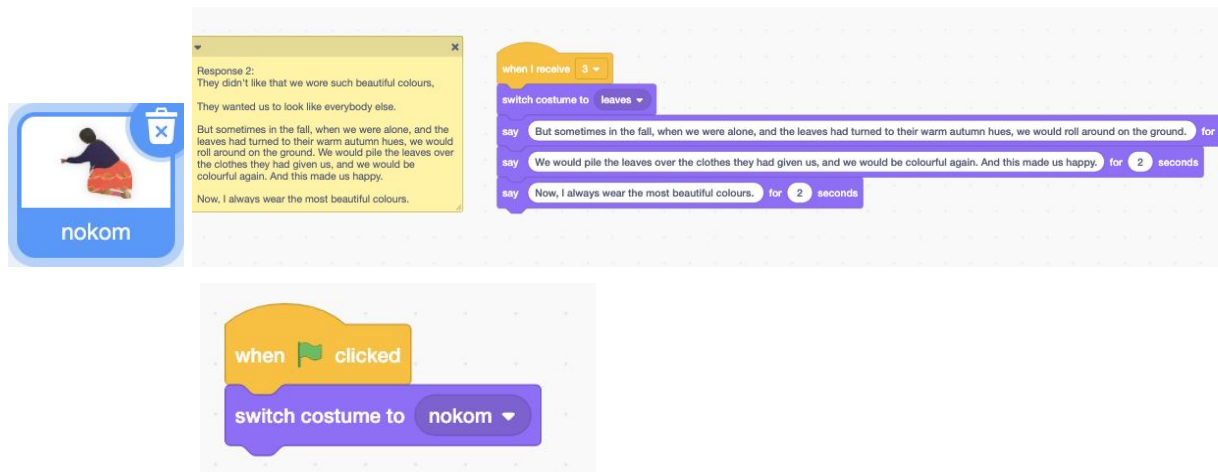 nokom
Response 2:
They didn't like that we wore such beautiful colours,
They wanted us to look like everybody else.
But sometimes in the fall, when we were alone, and the
leaves had turned to their warm autumn hues, we would
roll around on the ground. We would pile the leaves over
the clothes they had given us, and we would be
colourful again. And this made us happy.
Now, I always wear the most beautiful colours.
when I receive 3
switch costume to leaves
say But sometimes in the fall, when we were alone, and the leaves had turned to their warm autumn hues, we would roll around on the ground. for
say We would pile the leaves over the clothes they had given us, and we would be colourful again. And this made us happy. for 2 seconds
say Now, I always wear the most beautiful colours. for 2 seconds
when clicked
switch costume to nokom